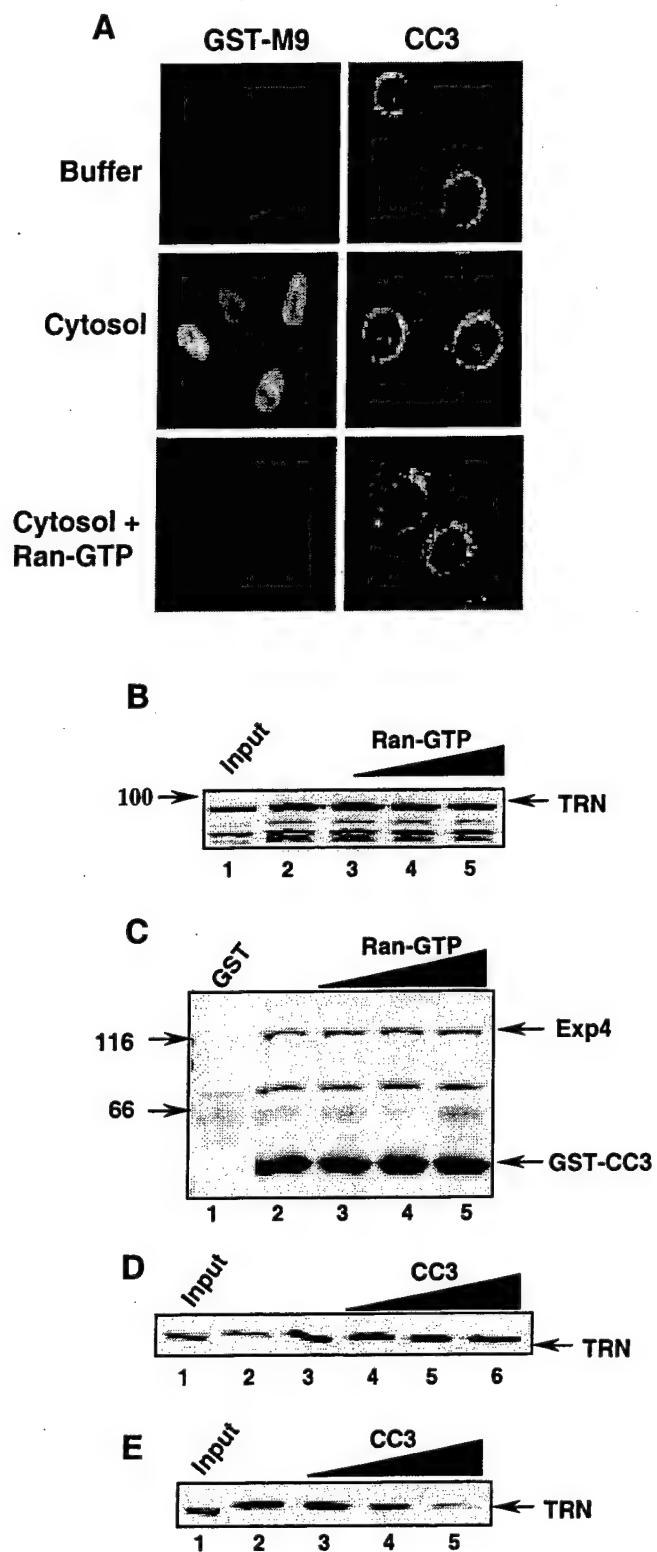 A
GST-M9 CC3
Buffer
Cytosol
Cytosol +
Ran-GTP
B
Input Ran-GTP
100 TRN
1 2 3 4 5
C
GST Ran-GTP
116 Exp4
66
GST-CC3
1 2 3 4 5
D
Input CC3
TRN
1 2 3 4 5 6
E
Input CC3
TRN
1 2 3 4 5